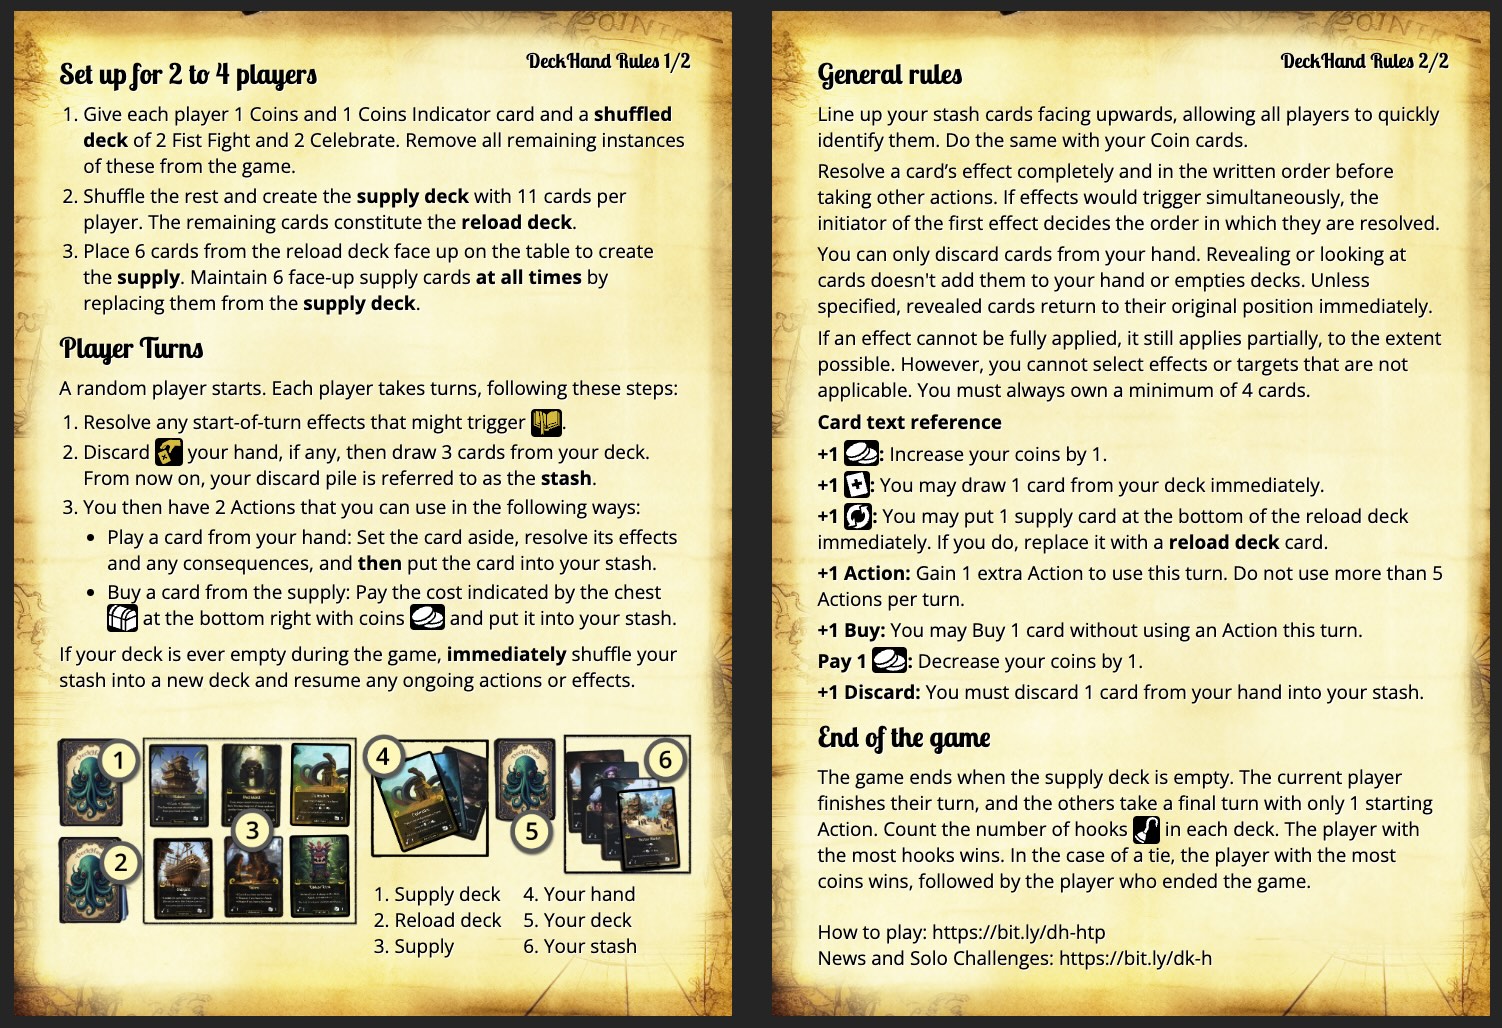 DeckHand Rules 1/2
Set up for 2 to 4 players
1. Give each player 1 Coins and 1 Coins Indicator card and a shuffled
deck of 2 Fist Fight and 2 Celebrate. Remove all remaining instances
of these from the game.
2. Shuffle the rest and create the supply deck with 11 cards per
player. The remaining cards constitute the reload deck.
3. Place 6 cards from the reload deck face up on the table to create
the supply. Maintain 6 face-up supply cards at all times by
replacing them from the supply deck.
Player Turns
A random player starts. Each player takes turns, following these steps:
1. Resolve any start-of-turn effects that might trigger .
2. Discard your hand, if any, then draw 3 cards from your deck.
From now on, your discard pile is referred to as the stash.
3. You then have 2 Actions that you can use in the following ways:
• Play a card from your hand: Set the card aside, resolve its effects
and any consequences, and then put the card into your stash.
• Buy a card from the supply: Pay the cost indicated by the chest
at the bottom right with coins and put it into your stash.
If your deck is ever empty during the game, immediately shuffle your
stash into a new deck and resume any ongoing actions or effects.
1
2
3
4
5
6
1. Supply deck
2. Reload deck
3. Supply
4. Your hand
5. Your deck
6. Your stash
DeckHand Rules 2/2
General rules
Line up your stash cards facing upwards, allowing all players to quickly
identify them. Do the same with your Coin cards.
Resolve a card's effect completely and in the written order before
taking other actions. If effects would trigger simultaneously, the
initiator of the first effect decides the order in which they are resolved.
You can only discard cards from your hand. Revealing or looking at
cards doesn't add them to your hand or empties decks. Unless
specified, revealed cards return to their original position immediately.
If an effect cannot be fully applied, it still applies partially, to the extent
possible. However, you cannot select effects or targets that are not
applicable. You must always own a minimum of 4 cards.
Card text reference
+1 : Increase your coins by 1.
+1 : You may draw 1 card from your deck immediately.
+1 : You may put 1 supply card at the bottom of the reload deck
immediately. If you do, replace it with a reload deck card.
+1 Action: Gain 1 extra Action to use this turn. Do not use more than 5
Actions per turn.
+1 Buy: You may Buy 1 card without using an Action this turn.
Pay 1 : Decrease your coins by 1.
+1 Discard: You must discard 1 card from your hand into your stash.
End of the game
The game ends when the supply deck is empty. The current player
finishes their turn, and the others take a final turn with only 1 starting
Action. Count the number of hooks in each deck. The player with
the most hooks wins. In the case of a tie, the player with the most
coins wins, followed by the player who ended the game.
How to play: https://bit.ly/dh-htp
News and Solo Challenges: https://bit.ly/dk-h